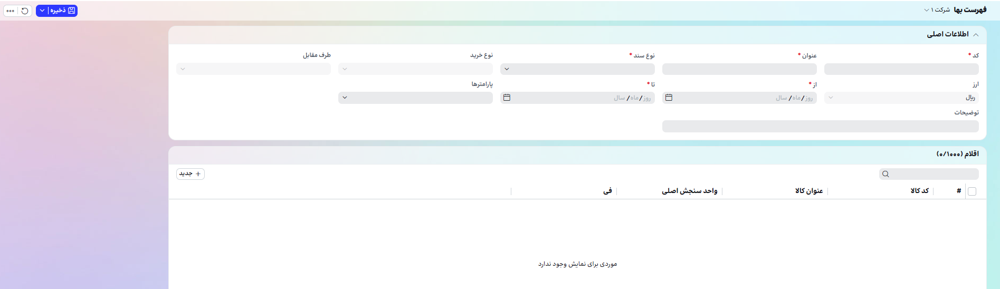 فهرست بها شرکت ۱
ذخیره
اطلاعات اصلی
کد * عنوان * نوع سند * نوع خرید طرف مقابل
ارز از * تا * پارامترها
ریال روز/ماه/ سال روز/ماه/ سال
توضیحات
اقلام (۰/۱۰۰۰)
جدید
# کد کالا عنوان کالا واحد سنجش اصلی فی
موردی برای نمایش وجود ندارد